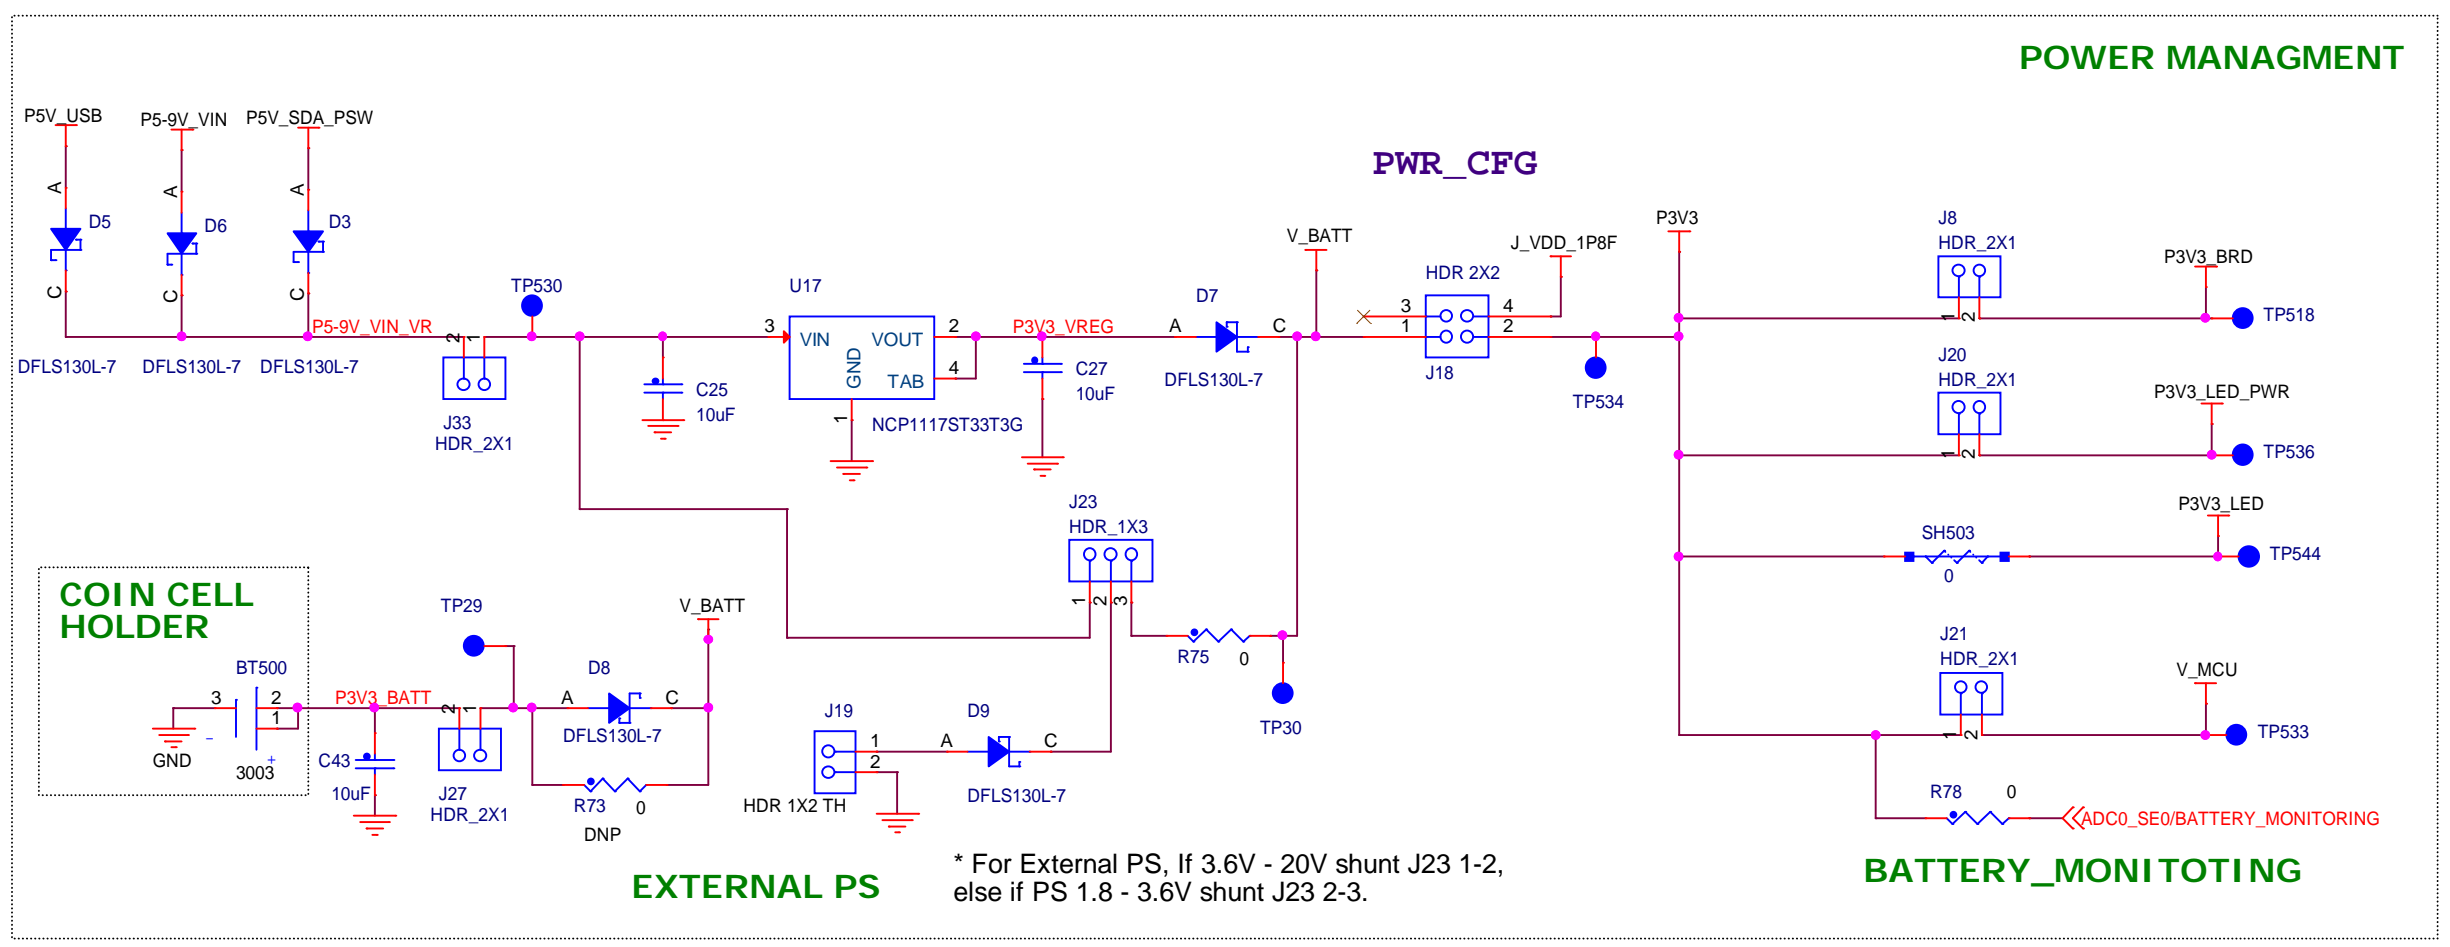 POWER MANAGMENT
P5V_USB
P5-9V_VIN
P5V_SDA_PSW
PWR_CFG
A
A
A
D5
D6
D3
C
C
C
P5-9V_VIN_VR
DFLS130L-7
DFLS130L-7
DFLS130L-7
2
1
J33
HDR_2X1
TP530
C25
10uF
U17
3
VIN
VOUT
2
GND
TAB
4
1
NCP1117ST33T3G
P3V3_VREG
C27
10uF
D7
A
C
DFLS130L-7
V_BATT
HDR 2X2
J_VDD_1P8F
3
4
1
2
J18
TP534
P3V3
J8
HDR_2X1
1
2
P3V3_BRD
TP518
J20
HDR_2X1
1
2
P3V3_LED_PWR
TP536
SH503
0
P3V3_LED
TP544
J21
HDR_2X1
1
2
V_MCU
TP533
R78
0
ADC0_SE0/BATTERY_MONITORING
BATTERY_MONITOTING
J23
HDR_1X3
1
2
3
R75
0
TP30
COIN CELL
HOLDER
BT500
3
2
1
-
+
GND
3003
P3V3_BATT
C43
10uF
2
1
J27
HDR_2X1
TP29
D8
A
C
DFLS130L-7
V_BATT
R73
0
DNP
J19
1
2
HDR 1X2 TH
D9
A
C
DFLS130L-7
EXTERNAL PS
* For External PS, If 3.6V - 20V shunt J23 1-2,
else if PS 1.8 - 3.6V shunt J23 2-3.